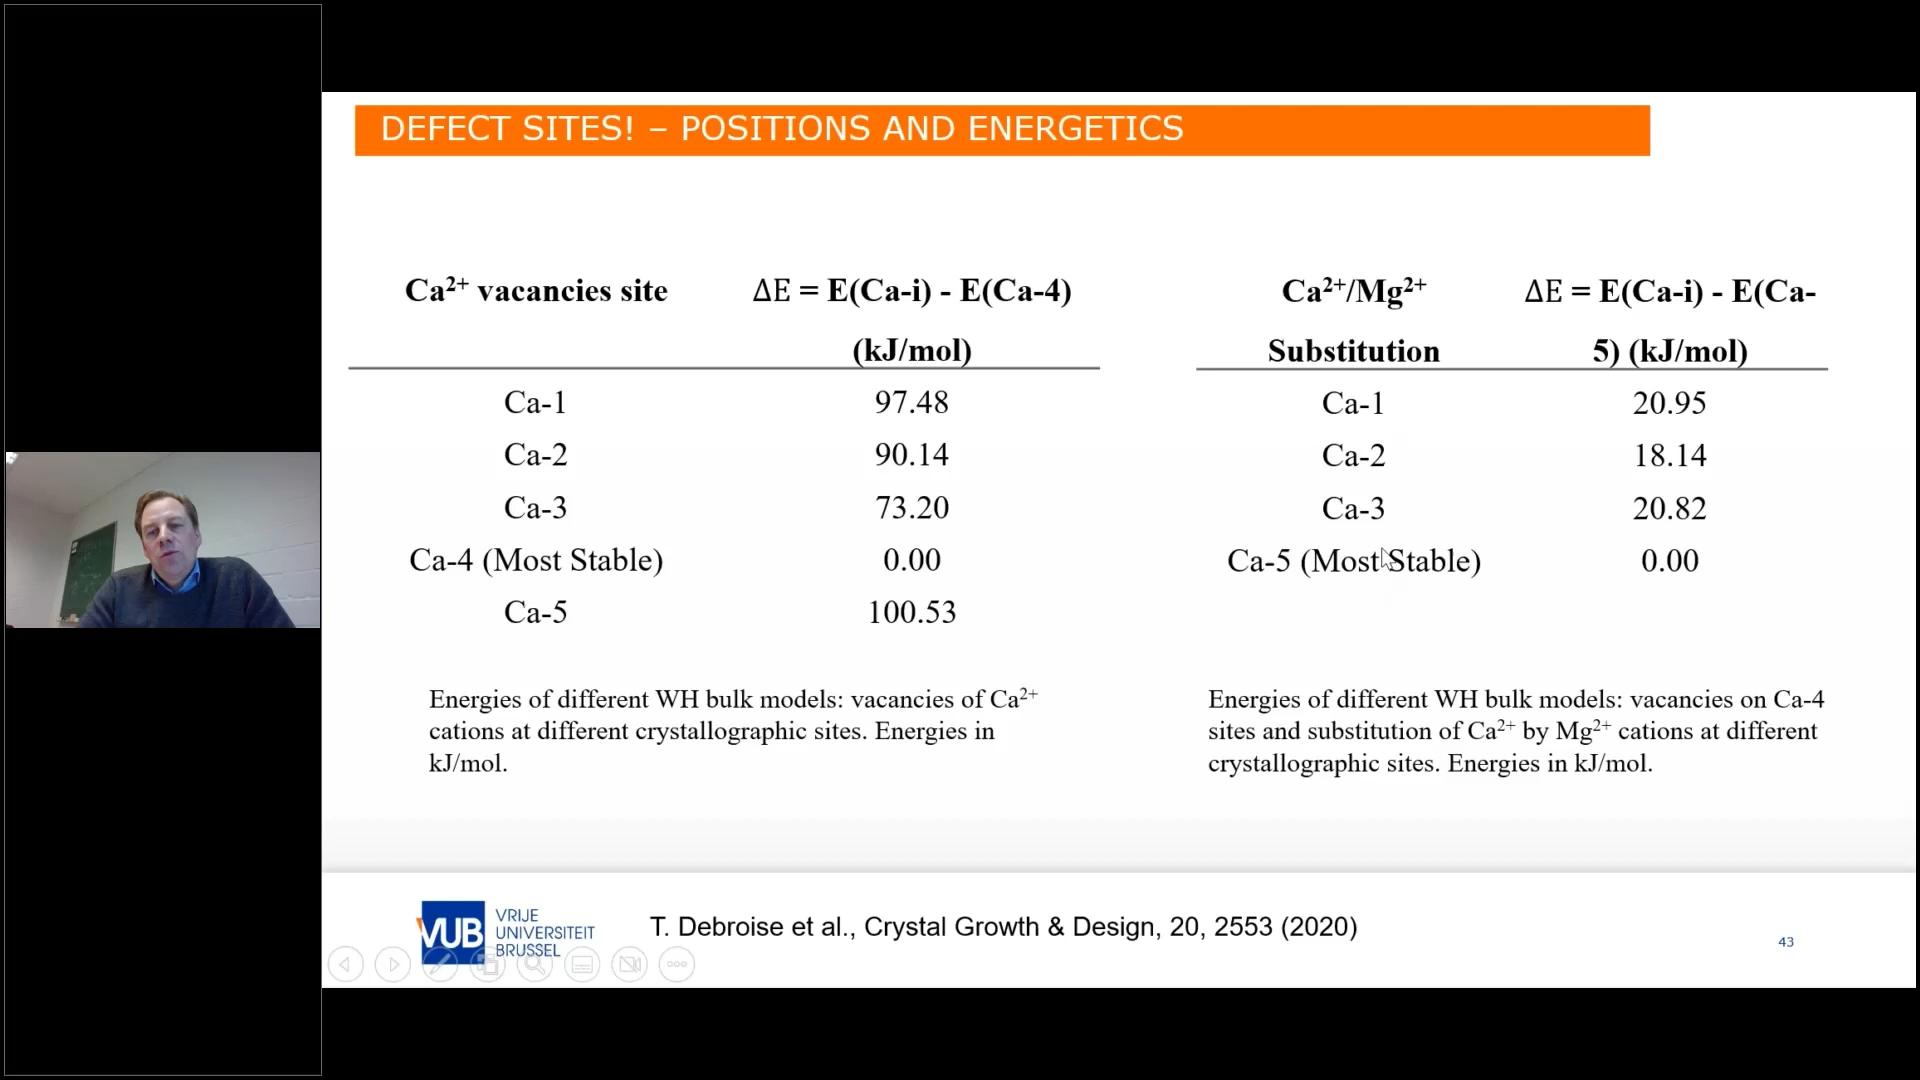 DEFECT SITES! – POSITIONS AND ENERGETICS
Ca²⁺ vacancies site
ΔE = E(Ca-i) - E(Ca-4)
(kJ/mol)
Ca-1 97.48
Ca-2 90.14
Ca-3 73.20
Ca-4 (Most Stable) 0.00
Ca-5 100.53
Energies of different WH bulk models: vacancies of Ca²⁺
cations at different crystallographic sites. Energies in
kJ/mol.
Ca²⁺/Mg²⁺
Substitution
ΔE = E(Ca-i) - E(Ca-
5) (kJ/mol)
Ca-1 20.95
Ca-2 18.14
Ca-3 20.82
Ca-5 (Most Stable) 0.00
Energies of different WH bulk models: vacancies on Ca-4
sites and substitution of Ca²⁺ by Mg²⁺ cations at different
crystallographic sites. Energies in kJ/mol.
VUB
VRIJE
UNIVERSITEIT
BRUSSEL
T. Debroise et al., Crystal Growth & Design, 20, 2553 (2020)
43